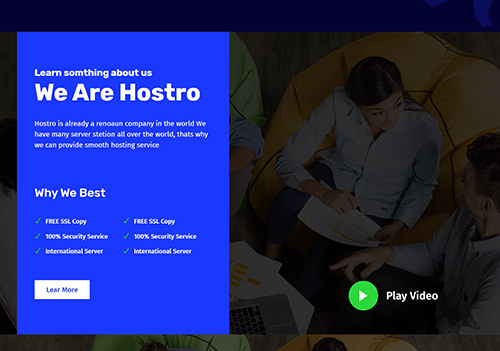 Learn somthing about us
We Are Hostro
Hostro is already a renoaun company in the world We
have many server stetion all over the world, thats why
we can provide smooth hosting service
Why We Best
FREE SSL Copy
FREE SSL Copy
100% Security Service
100% Security Service
International Server
International Server
Lear More
Play Video